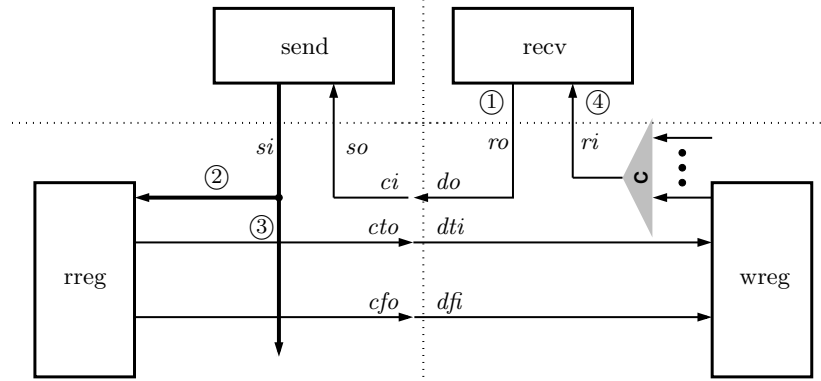 send recv
① ④
si so ro ri
C
② ci do
③ cto dti
rreg wreg
cfo dfi